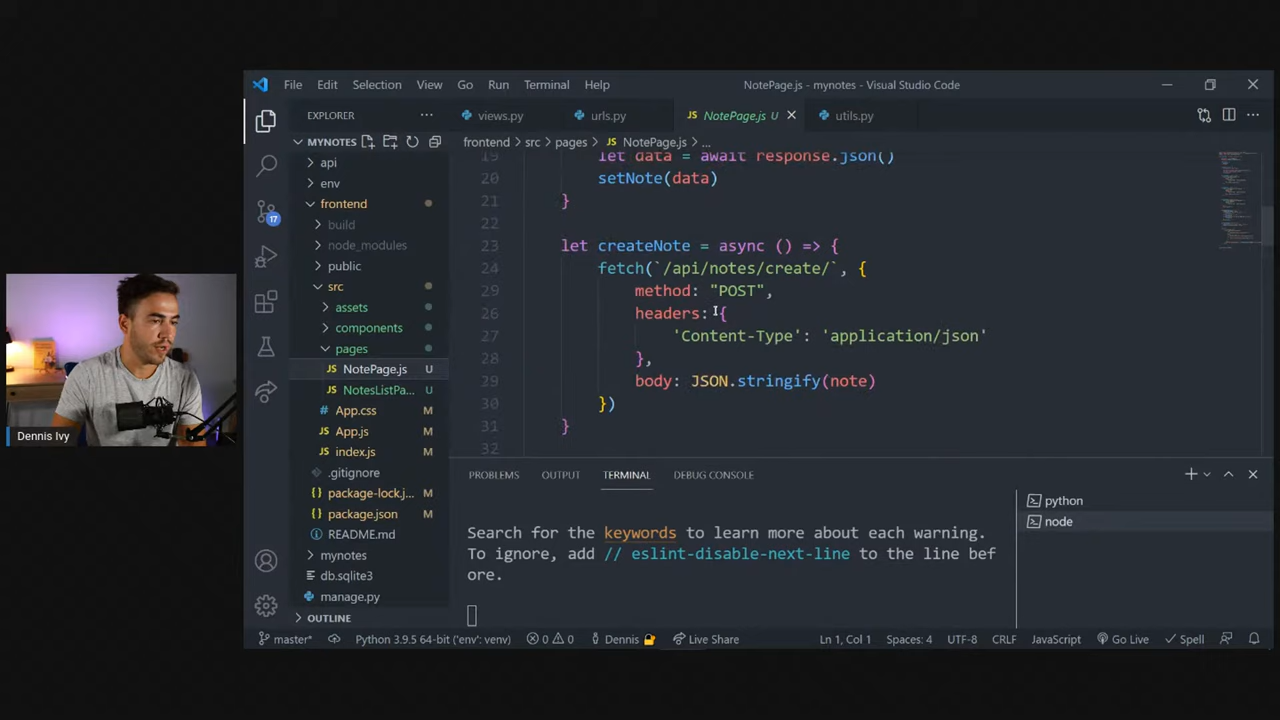 File Edit Selection View Go Run Terminal Help NotePage.js - mynotes - Visual Studio Code
EXPLORER
views.py urls.py NotePage.js U utils.py
MYNOTES
frontend > src > pages > NotePage.js > ...
api
env
frontend
build
node_modules
public
src
assets
components
pages
NotePage.js U
NotesListPa... U
App.css M
App.js M
index.js M
.gitignore
package-lock.j... M
package.json M
README.md
mynotes
db.sqlite3
manage.py
OUTLINE
17
19 let data = await response.json()
20 setNote(data)
21 }
22
23 let createNote = async () => {
24 fetch(`/api/notes/create/`, {
29 method: "POST",
26 headers: {
27 'Content-Type': 'application/json'
28 },
29 body: JSON.stringify(note)
30 })
31 }
32
PROBLEMS OUTPUT TERMINAL DEBUG CONSOLE
Search for the keywords to learn more about each warning.
To ignore, add // eslint-disable-next-line to the line bef
ore.
python
node
master* Python 3.9.5 64-bit ('env': venv) 0 0 Dennis Live Share Ln 1, Col 1 Spaces: 4 UTF-8 CRLF JavaScript Go Live Spell
Dennis Ivy